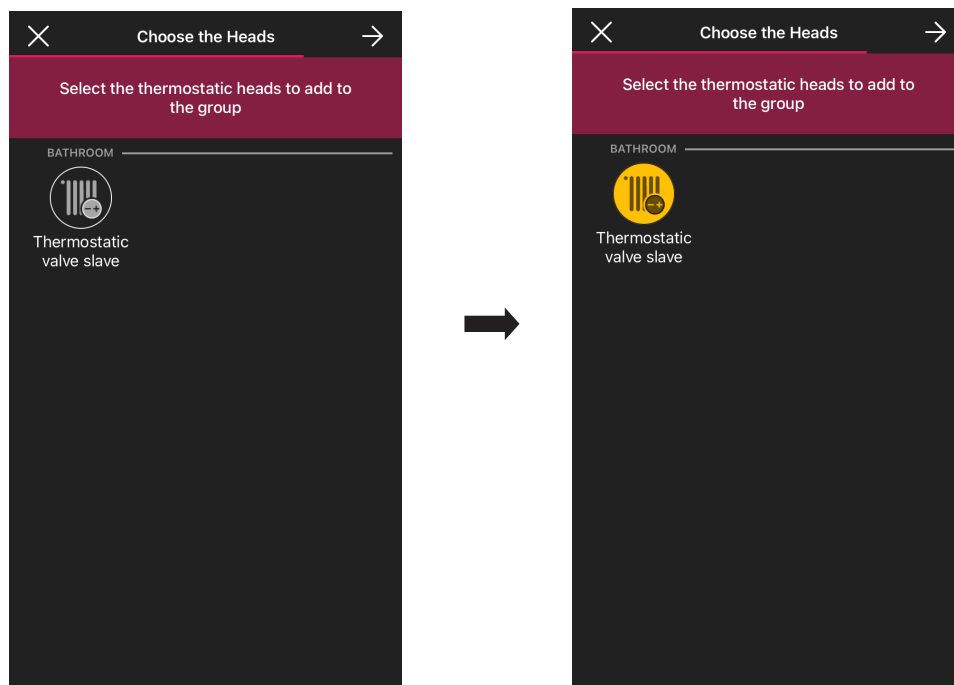 Choose the Heads
Select the thermostatic heads to add to
the group
BATHROOM
Thermostatic
valve slave
Choose the Heads
Select the thermostatic heads to add to
the group
BATHROOM
Thermostatic
valve slave